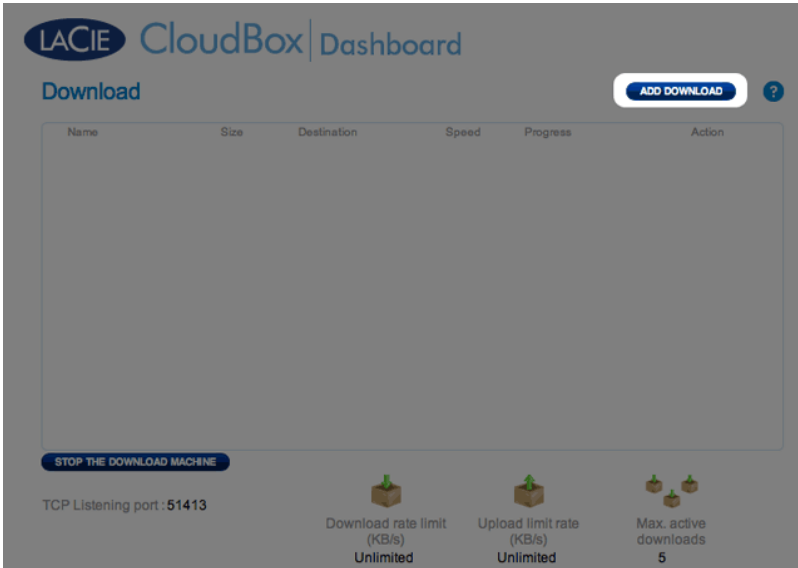 LACIE CloudBox Dashboard
Download
ADD DOWNLOAD ?
Name Size Destination Speed Progress Action
STOP THE DOWNLOAD MACHINE
TCP Listening port : 51413
Download rate limit
(KB/s)
Unlimited
Upload limit rate
(KB/s)
Unlimited
Max. active
downloads
5